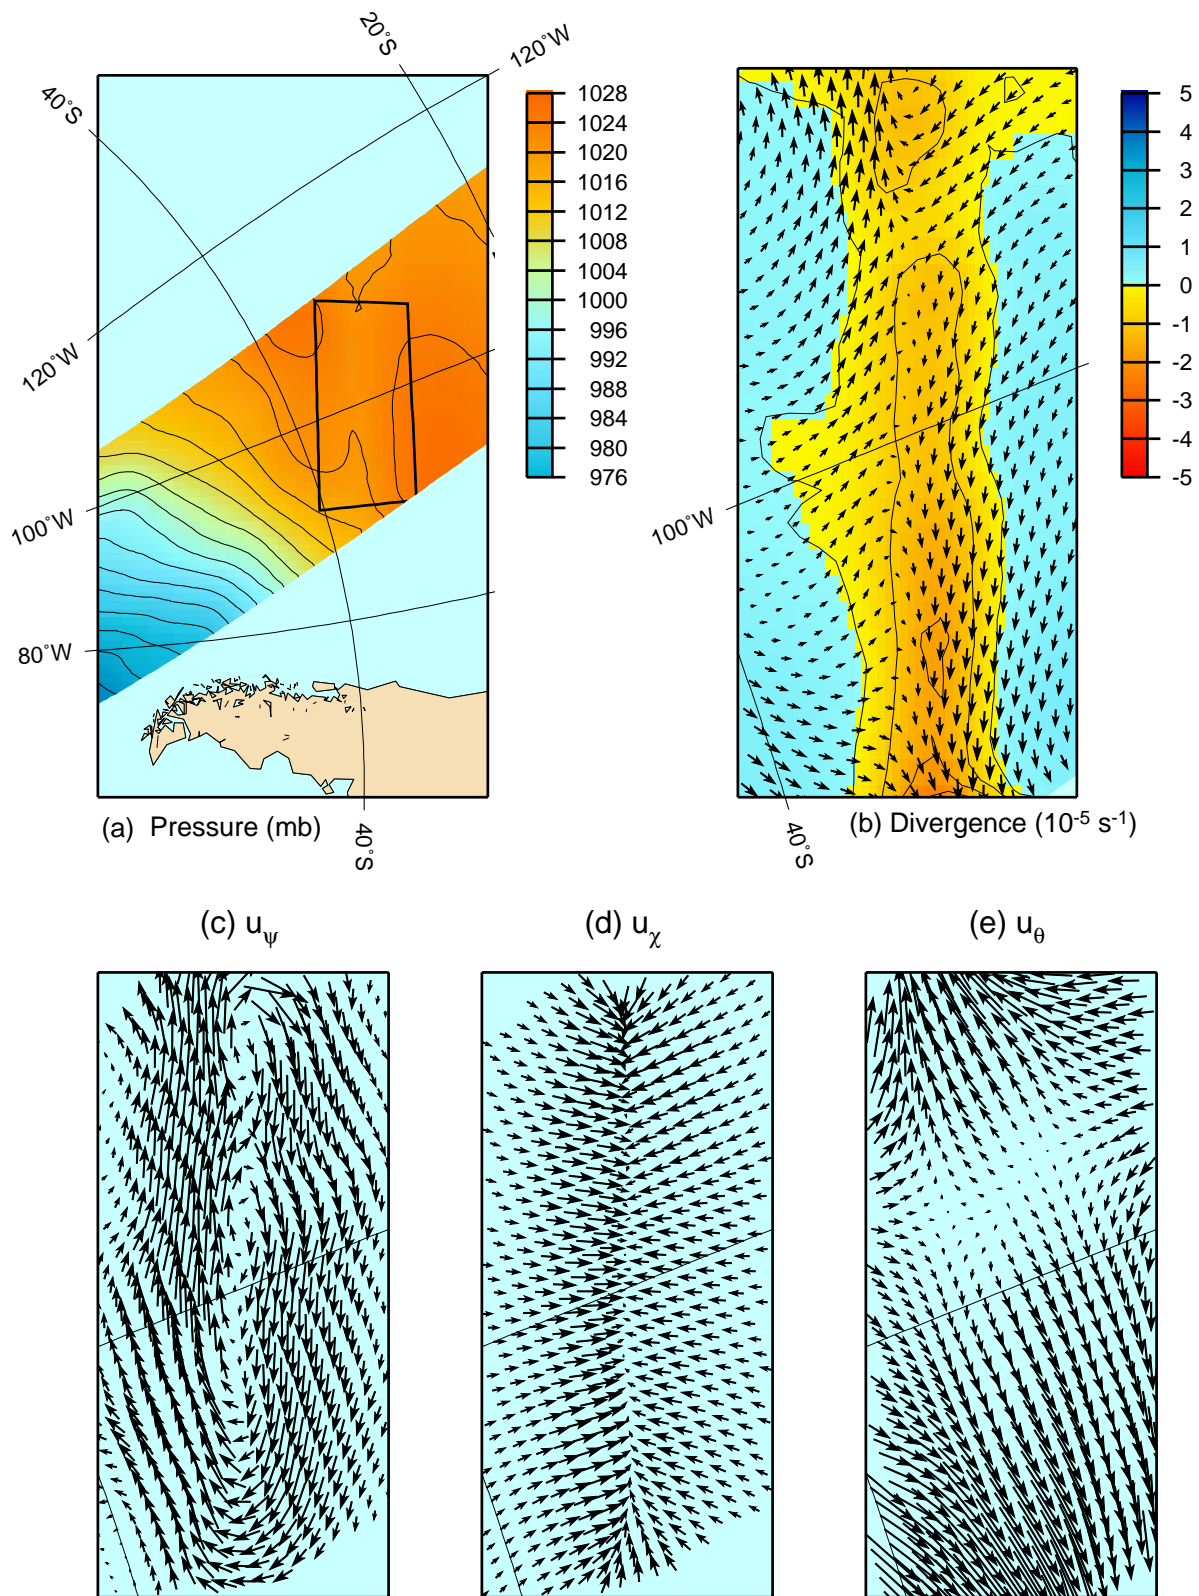 20°S
120°W
40°S
1028
1024
1020
1016
1012
1008
1004
1000
996
992
988
984
980
976
120°W
100°W
80°W
40°S
(a) Pressure (mb)
5
4
3
2
1
0
-1
-2
-3
-4
-5
100°W
40°S
(b) Divergence (10-5 s-1)
(c) uψ
(d) uχ
(e) uθ